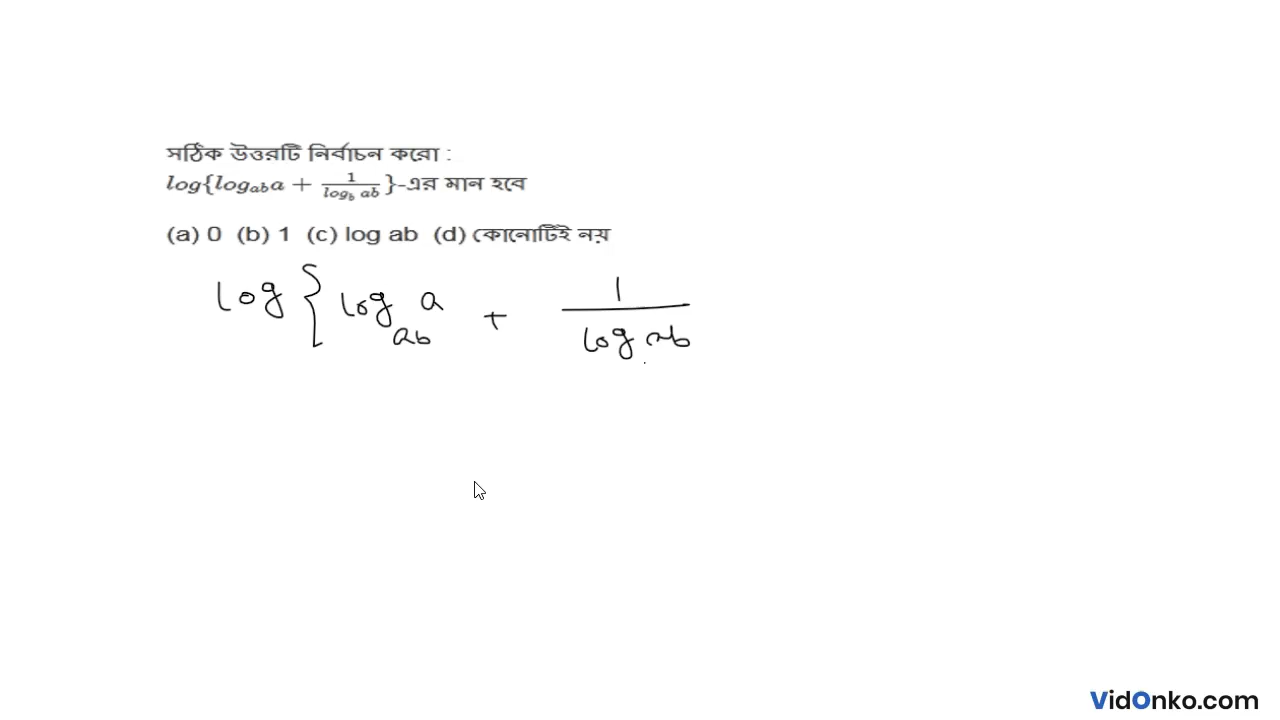 সঠিক উত্তরটি নির্বাচন করো :
log{log_ab a + 1/(log_b ab)}-এর মান হবে
(a) 0 (b) 1 (c) log ab (d) কোনোটিই নয়
log { log_ab a + 1/(log ab)
VidOnko.com